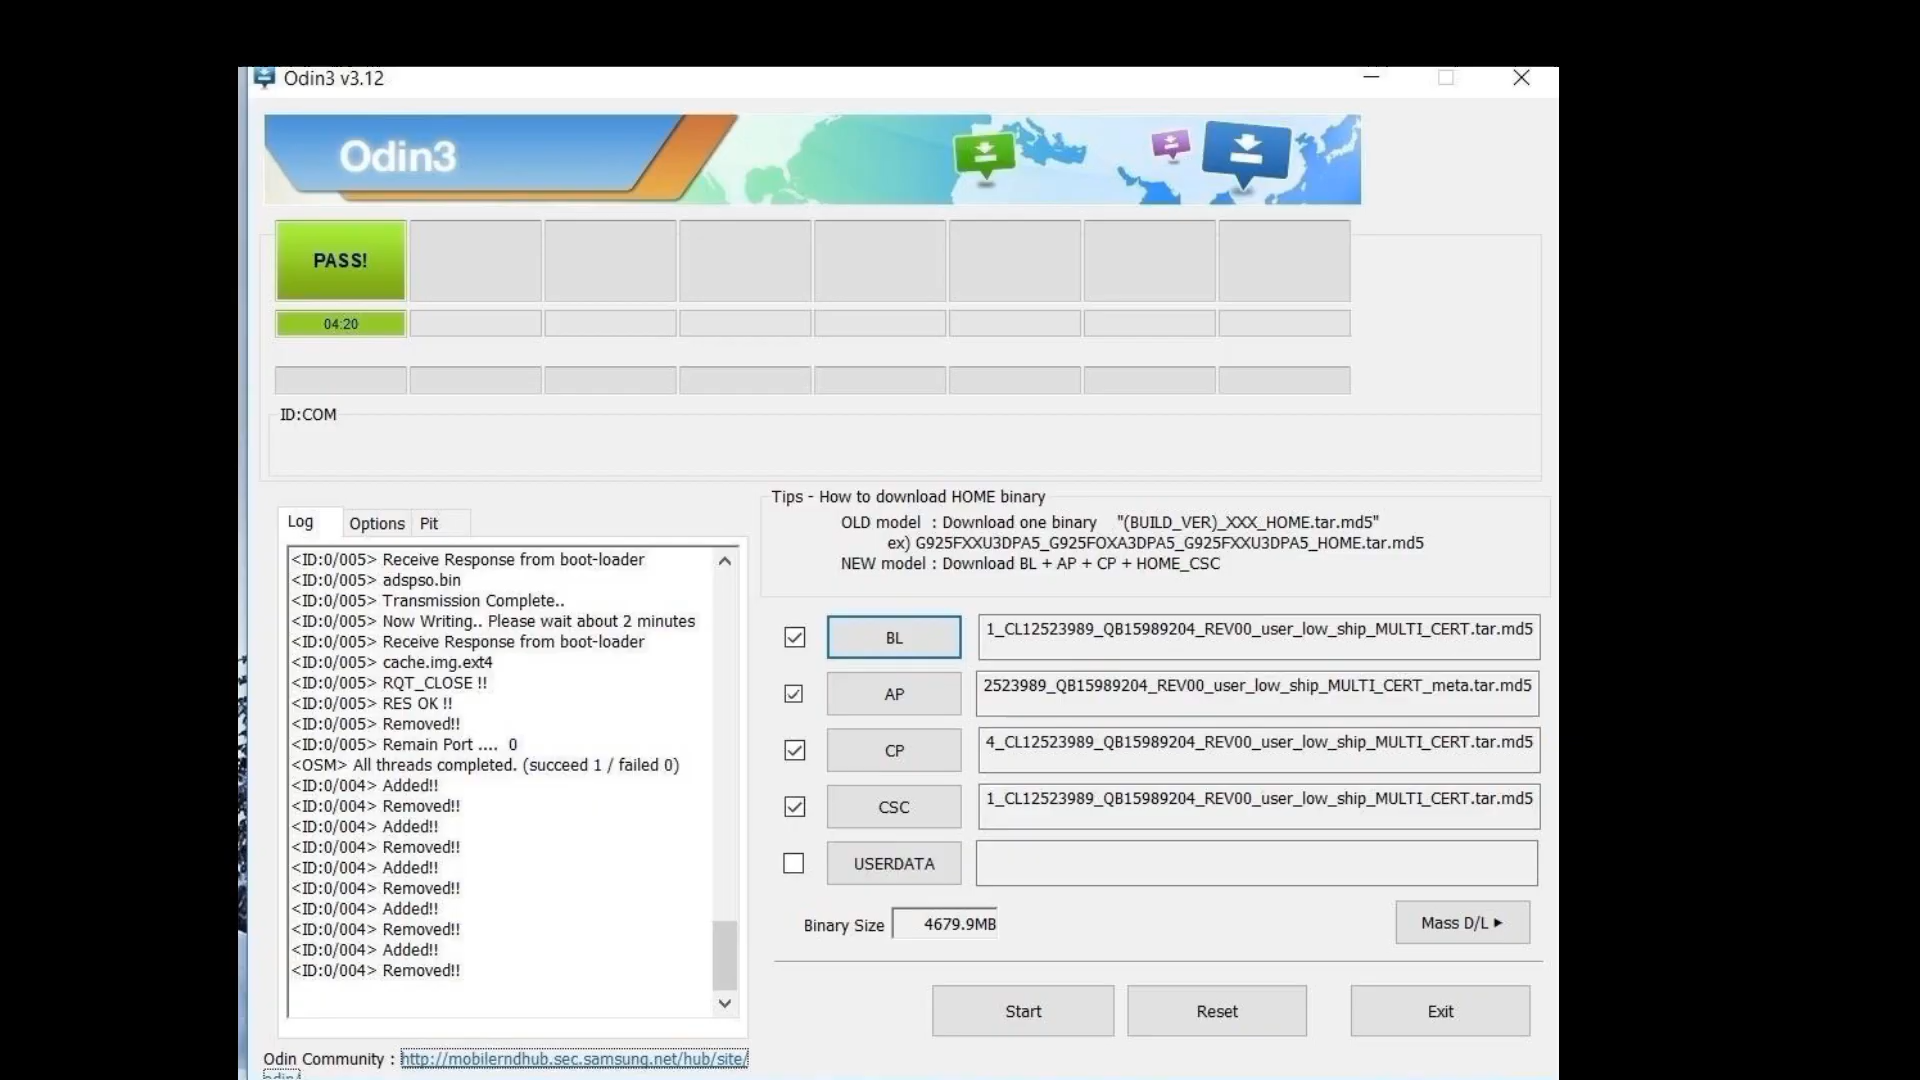 Odin3 v3.12
Odin3
PASS!
04:20
ID:COM
Log
Options
Pit
<ID:0/005> Receive Response from boot-loader
<ID:0/005> adspso.bin
<ID:0/005> Transmission Complete..
<ID:0/005> Now Writing.. Please wait about 2 minutes
<ID:0/005> Receive Response from boot-loader
<ID:0/005> cache.img.ext4
<ID:0/005> RQT_CLOSE !!
<ID:0/005> RES OK !!
<ID:0/005> Removed!!
<ID:0/005> Remain Port .... 0
<OSM> All threads completed. (succeed 1 / failed 0)
<ID:0/004> Added!!
<ID:0/004> Removed!!
<ID:0/004> Added!!
<ID:0/004> Removed!!
<ID:0/004> Added!!
<ID:0/004> Removed!!
<ID:0/004> Added!!
<ID:0/004> Removed!!
<ID:0/004> Added!!
<ID:0/004> Removed!!
Odin Community : http://mobilerndhub.sec.samsung.net/hub/site/
odin/
Tips - How to download HOME binary
OLD model : Download one binary "(BUILD_VER)_XXX_HOME.tar.md5"
ex) G925FXXU3DPA5_G925FOXA3DPA5_G925FXXU3DPA5_HOME.tar.md5
NEW model : Download BL + AP + CP + HOME_CSC
BL 1_CL12523989_QB15989204_REV00_user_low_ship_MULTI_CERT.tar.md5
AP 2523989_QB15989204_REV00_user_low_ship_MULTI_CERT_meta.tar.md5
CP 4_CL12523989_QB15989204_REV00_user_low_ship_MULTI_CERT.tar.md5
CSC 1_CL12523989_QB15989204_REV00_user_low_ship_MULTI_CERT.tar.md5
USERDATA
Binary Size 4679.9MB
Mass D/L
Start
Reset
Exit